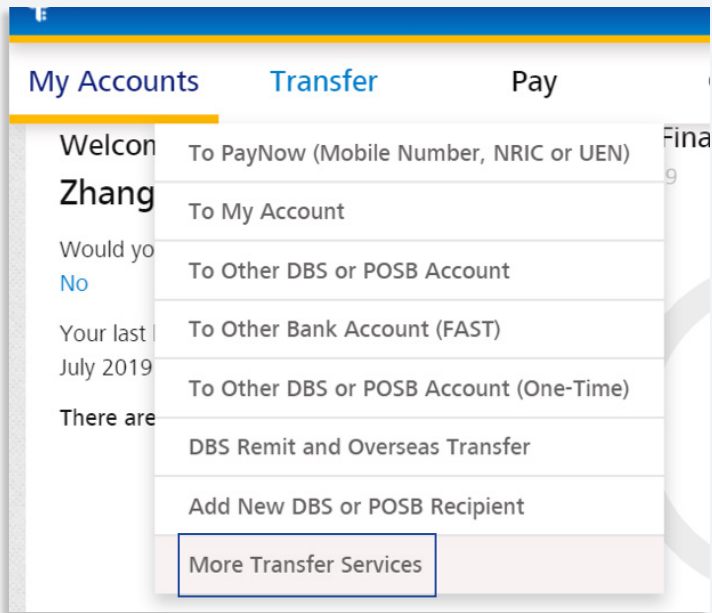 My Accounts Transfer Pay
Welcom
Fina
To PayNow (Mobile Number, NRIC or UEN)
Zhang
9
To My Account
Would yo
No
To Other DBS or POSB Account
Your last
To Other Bank Account (FAST)
July 2019
To Other DBS or POSB Account (One-Time)
There are
DBS Remit and Overseas Transfer
Add New DBS or POSB Recipient
More Transfer Services